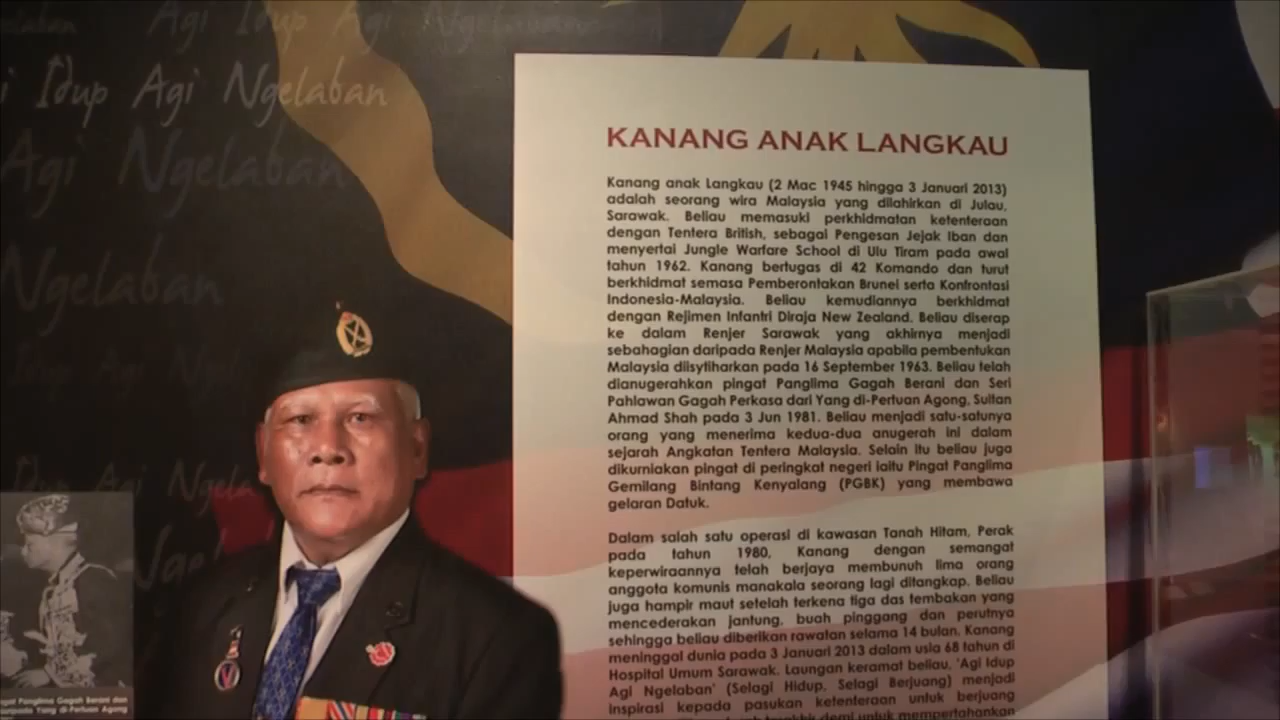 Agi Idup Agi Ngelaban
Idup Agi Ngelaban
Agi Ngelaban
Ngelaban
Agi Ngela
KANANG ANAK LANGKAU
Kanang anak Langkau (2 Mac 1945 hingga 3 Januari 2013)
adalah seorang wira Malaysia yang dilahirkan di Julau,
Sarawak. Beliau memasuki perkhidmatan ketenteraan
dengan Tentera British, sebagai Pengesan Jejak Iban dan
menyertai Jungle Warfare School di Ulu Tiram pada awal
tahun 1962. Kanang bertugas di 42 Komando dan turut
berkhidmat semasa Pemberontakan Brunei serta Konfrontasi
Indonesia-Malaysia. Beliau kemudiannya berkhidmat
dengan Rejimen Infantri Diraja New Zealand. Beliau diserap
ke dalam Renjer Sarawak yang akhirnya menjadi
sebahagian daripada Renjer Malaysia apabila pembentukan
Malaysia diisytiharkan pada 16 September 1963. Beliau telah
dianugerahkan pingat Panglima Gagah Berani dan Seri
Pahlawan Gagah Perkasa dari Yang di-Pertuan Agong, Sultan
Ahmad Shah pada 3 Jun 1981. Beliau menjadi satu-satunya
orang yang menerima kedua-dua anugerah ini dalam
sejarah Angkatan Tentera Malaysia. Selain itu beliau juga
dikurniakan pingat di peringkat negeri iaitu Pingat Panglima
Gemilang Bintang Kenyalang (PGBK) yang membawa
gelaran Datuk.
Dalam salah satu operasi di kawasan Tanah Hitam, Perak
pada tahun 1980, Kanang dengan semangat
keperwiraannya telah berjaya membunuh lima orang
anggota komunis manakala seorang lagi ditangkap. Beliau
juga hampir maut setelah terkena tiga das tembakan yang
mencederakan jantung, buah pinggang dan perutnya
sehingga beliau diberikan rawatan selama 14 bulan. Kanang
meninggal dunia pada 3 Januari 2013 dalam usia 68 tahun di
Hospital Umum Sarawak. Laungan keramat beliau, 'Agi Idup
Agi Ngelaban' (Selagi Hidup, Selagi Berjuang) menjadi
inspirasi kepada pasukan ketenteraan untuk berjuang
demi untuk mempertahankan
Panglima Gagah Berani dan
Yang di-Pertuan Agong